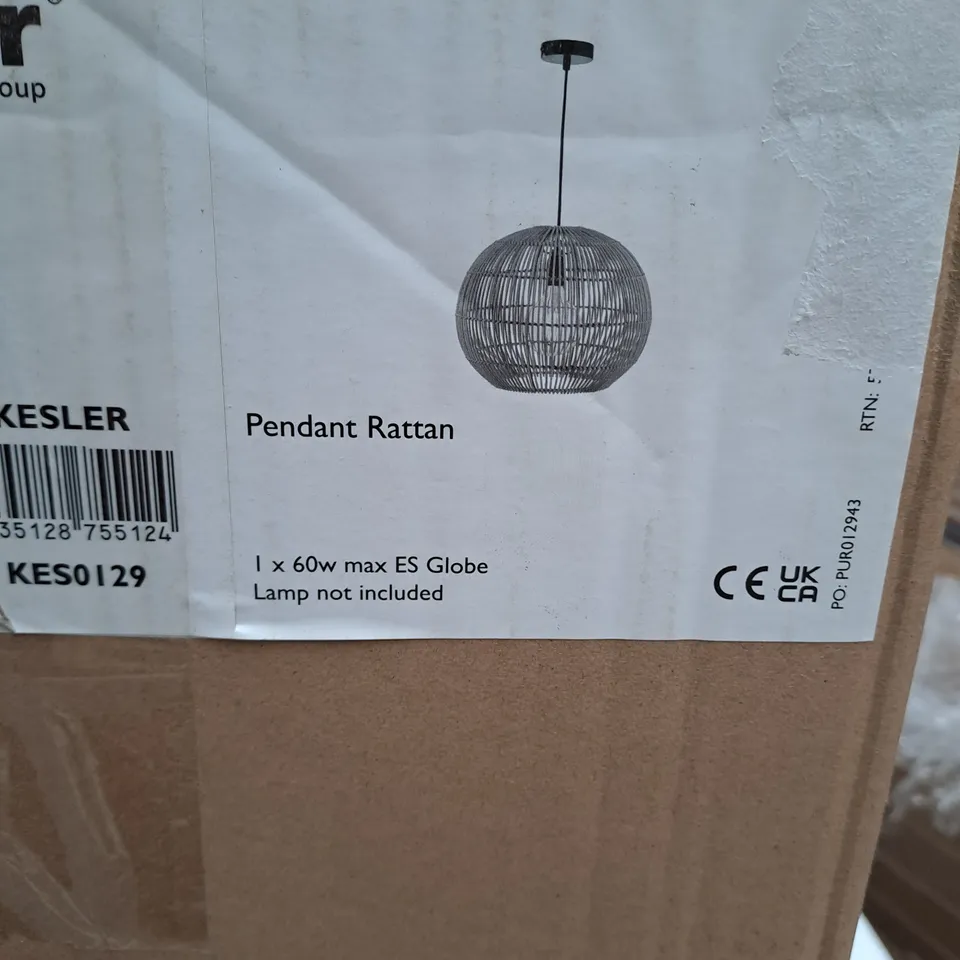 r®
oup
KESLER
35128 755124
KES0129
Pendant Rattan
1 x 60w max ES Globe
Lamp not included
CE UK
CA
PO: PUR012943
RTN: